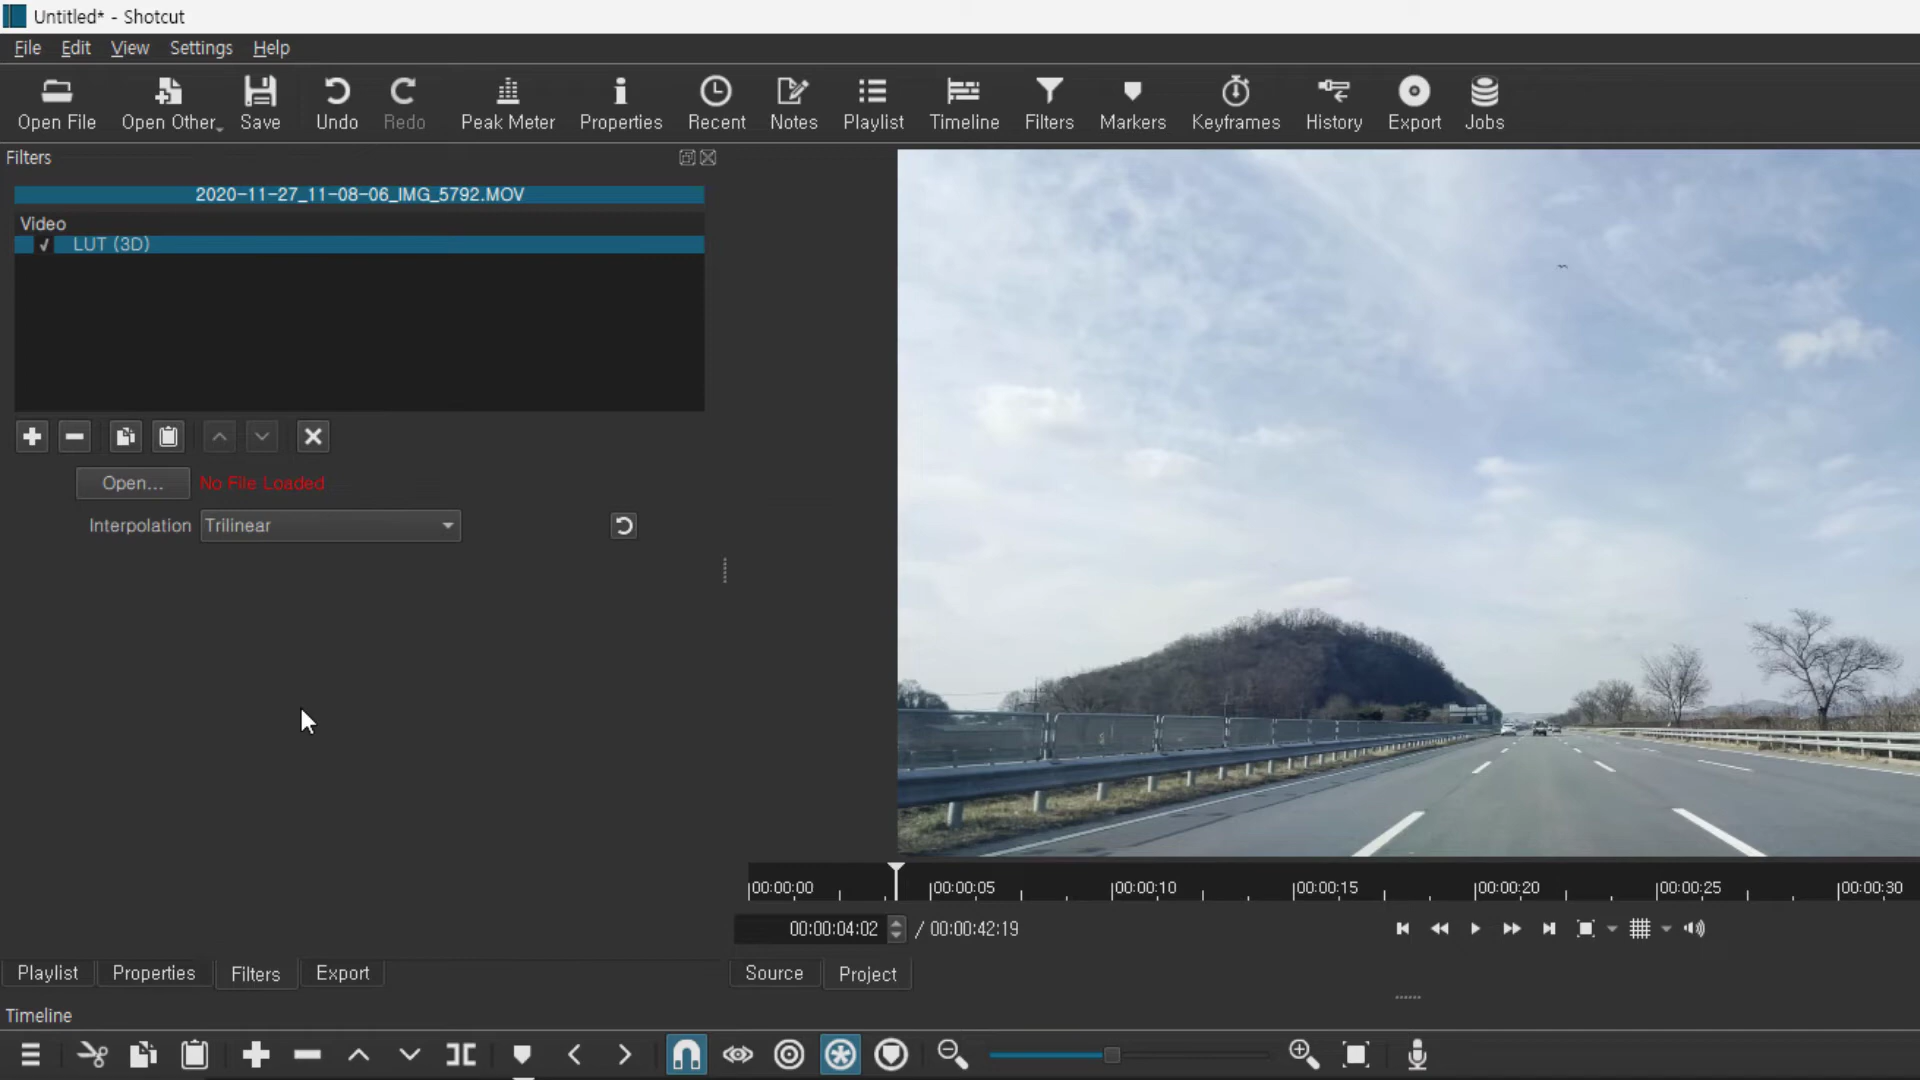 Untitled* - Shotcut
File Edit View Settings Help
Open File Open Other Save Undo Redo Peak Meter Properties Recent Notes Playlist Timeline Filters Markers Keyframes History Export Jobs
Filters
2020-11-27_11-08-06_IMG_5792.MOV
Video
√ LUT (3D)
Open... No File Loaded
Interpolation Trilinear
00:00:00 00:00:05 00:00:10 00:00:15 00:00:20 00:00:25 00:00:30
00:00:04:02 / 00:00:42:19
Playlist Properties Filters Export Source Project
Timeline